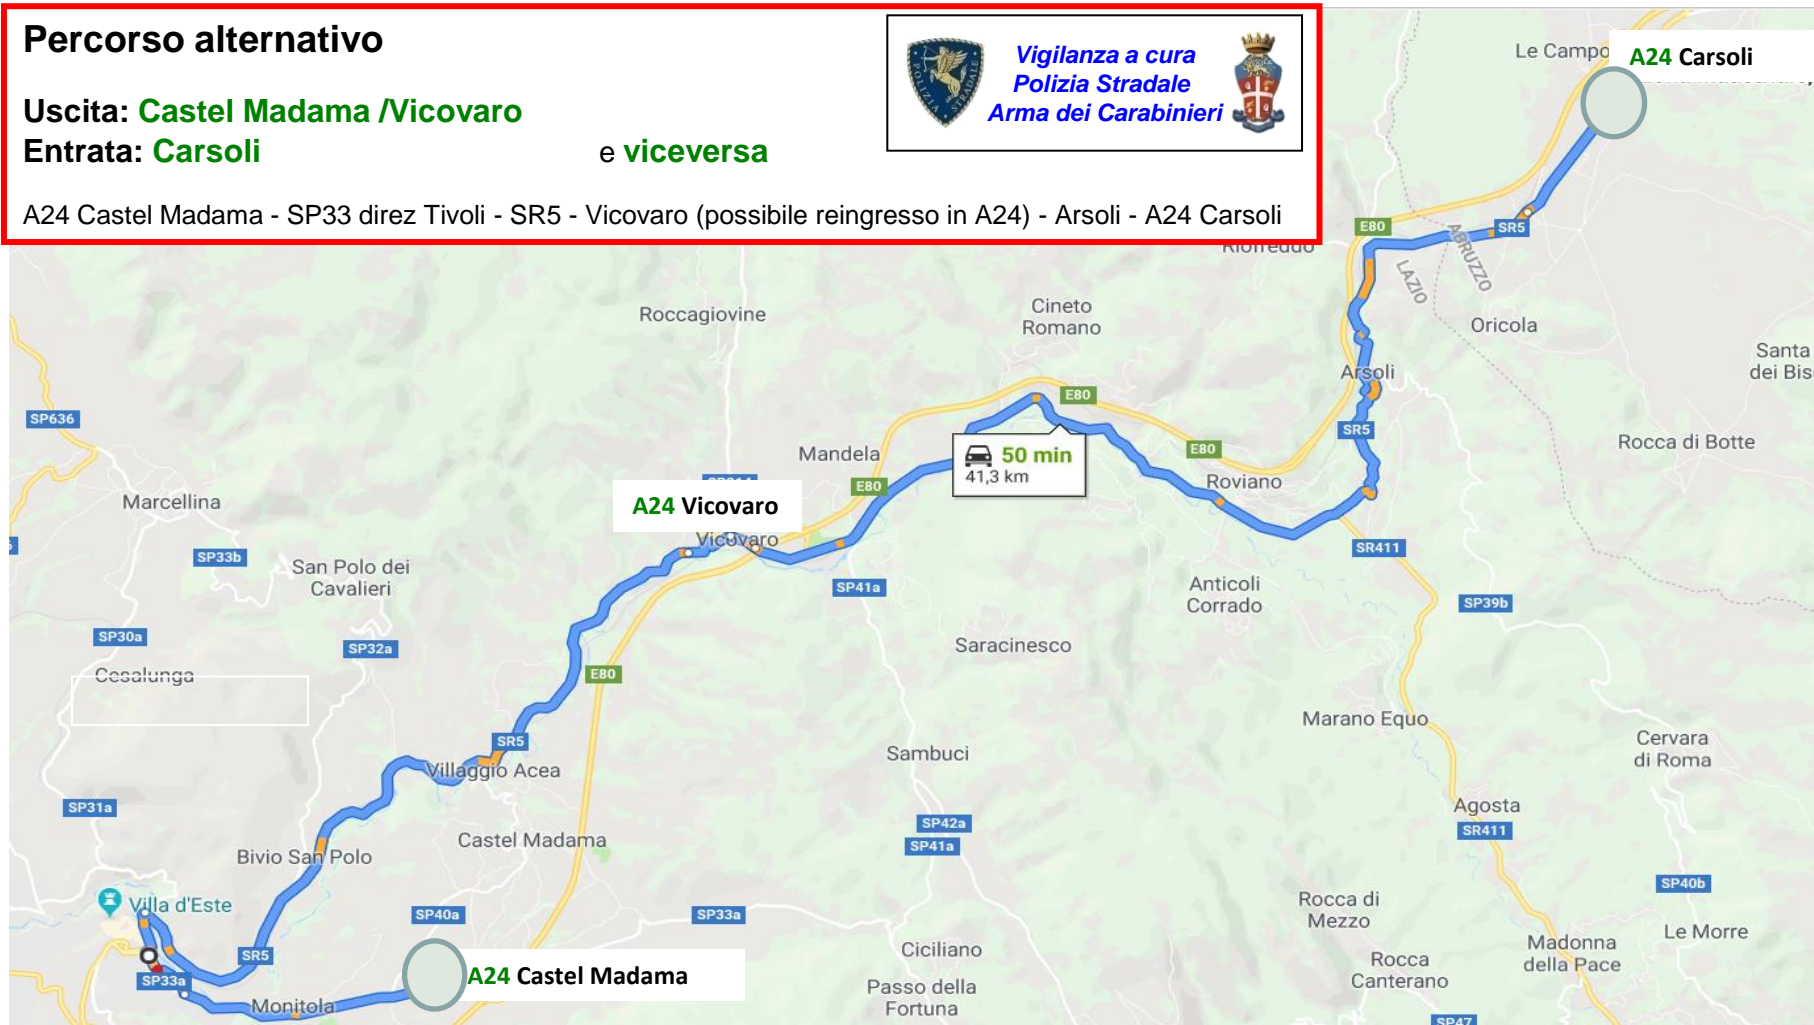 Percorso alternativo
Uscita: Castel Madama /Vicovaro
Entrata: Carsoli e viceversa
A24 Castel Madama - SP33 direz Tivoli - SR5 - Vicovaro (possibile reingresso in A24) - Arsoli - A24 Carsoli
POLIZIA STRADALE
Vigilanza a cura
Polizia Stradale
Arma dei Carabinieri
Le Campo
A24 Carsoli
E80
SR5
ABRUZZO
LAZIO
Roccagiovine
Cineto
Romano
Oricola
Santa
dei Bis
Arsoli
E80
SP636
SR5
Mandela
50 min
41,3 km
E80
Rocca di Botte
Marcellina
E80
Roviano
A24 Vicovaro
Vicovaro
SP33b
San Polo dei
Cavalieri
SP41a
SR411
Anticoli
Corrado
SP39b
SP30a
SP32a
Saracinesco
Cesalunga
E80
Marano Equo
SR5
Villaggio Acea
Sambuci
Cervara
di Roma
SP31a
Agosta
SR411
SP42a
SP41a
Castel Madama
Bivio San Polo
SP40b
Villa d'Este
SP40a
SP33a
Rocca di
Mezzo
Le Morre
SR5
Ciciliano
Madonna
della Pace
SP33a
A24 Castel Madama
Rocca
Canterano
Monitola
Passo della
Fortuna
SP47